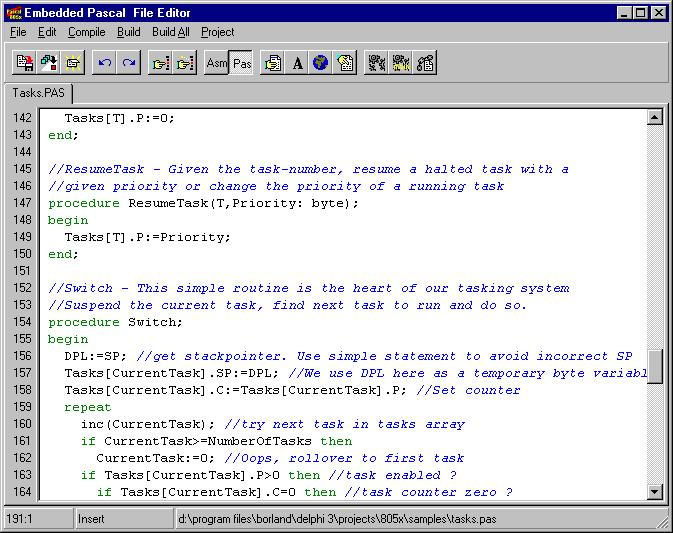 Embedded Pascal  File Editor
File Edit Compile Build Build All Project
Asm Pas A
Tasks.PAS
142 Tasks[T].P:=0;
143 end;
144
145 //ResumeTask - Given the task-number, resume a halted task with a
146 //given priority or change the priority of a running task
147 procedure ResumeTask(T,Priority: byte);
148 begin
149 Tasks[T].P:=Priority;
150 end;
151
152 //Switch - This simple routine is the heart of our tasking system
153 //Suspend the current task, find next task to run and do so.
154 procedure Switch;
155 begin
156 DPL:=SP; //get stackpointer. Use simple statement to avoid incorrect SP
157 Tasks[CurrentTask].SP:=DPL; //We use DPL here as a temporary byte variabl
158 Tasks[CurrentTask].C:=Tasks[CurrentTask].P; //Set counter
159 repeat
160 inc(CurrentTask); //try next task in tasks array
161 if CurrentTask>=NumberOfTasks then
162 CurrentTask:=0; //Oops, rollover to first task
163 if Tasks[CurrentTask].P>0 then //task enabled ?
164 if Tasks[CurrentTask].C=0 then //task counter zero ?
191:1 Insert d:\program files\borland\delphi 3\projects\805x\samples\tasks.pas